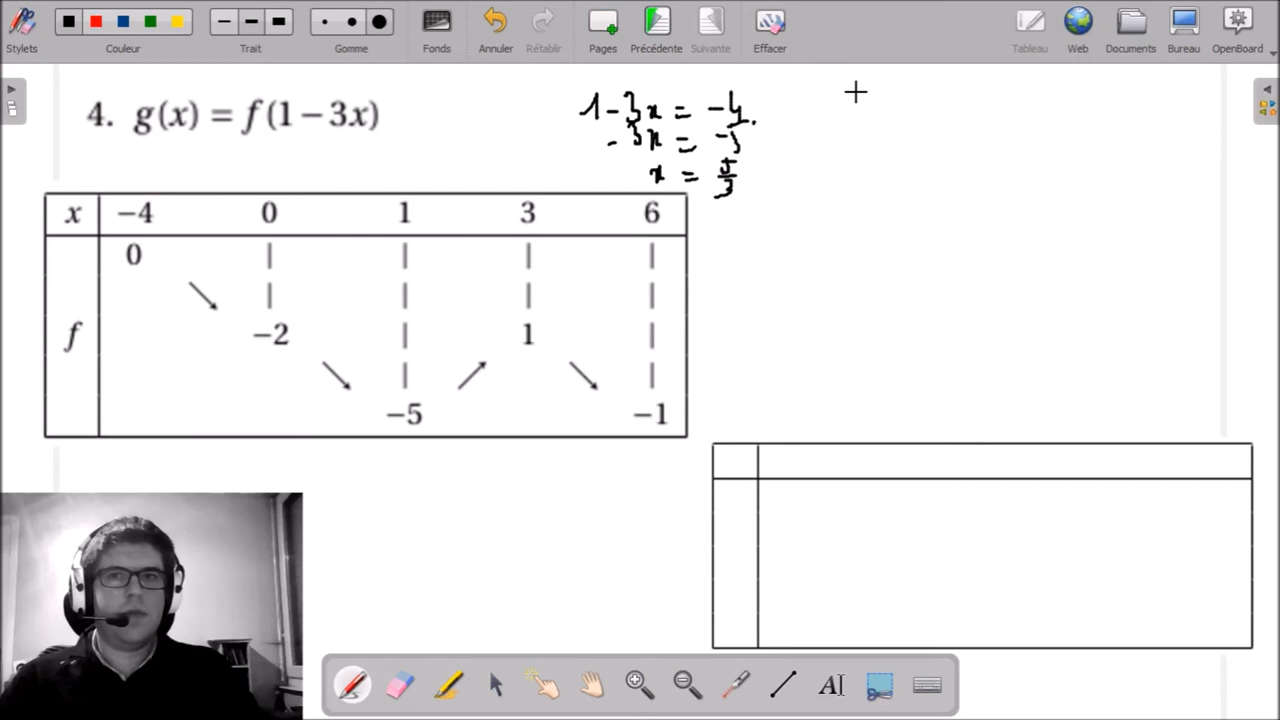 Stylets Couleur Trait Gomme Fonds Annuler Rétablir Pages Précédente Suivante Effacer Tableau Web Documents Bureau OpenBoard
4. g(x) = f(1 − 3x)
1 - 3x = -4
- 3x = -5
x = 5/3
x −4 0 1 3 6
0
f −2 1
−5 −1
AI